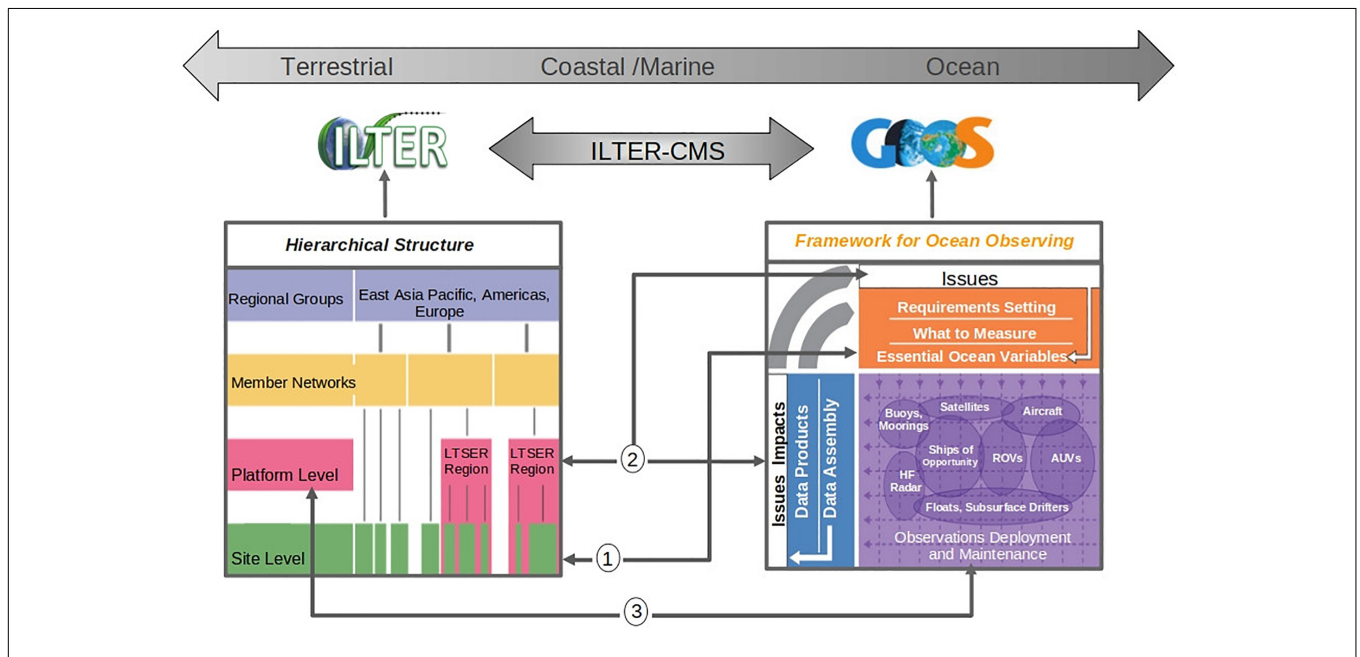 Terrestrial
Coastal /Marine
Ocean
ILTER
ILTER-CMS
GOOS
Hierarchical Structure
Regional Groups
East Asia Pacific, Americas,
Europe
Member Networks
Platform Level
LTSER
Region
LTSER
Region
Site Level
2
1
3
Framework for Ocean Observing
Issues
Requirements Setting
What to Measure
Essential Ocean Variables
Issues Impacts
Data Products
Data Assembly
Buoys,
Moorings
Satellites
Aircraft
Ships of
Opportunity
ROVs
AUVs
HF
Radar
Floats, Subsurface Drifters
Observations Deployment
and Maintenance